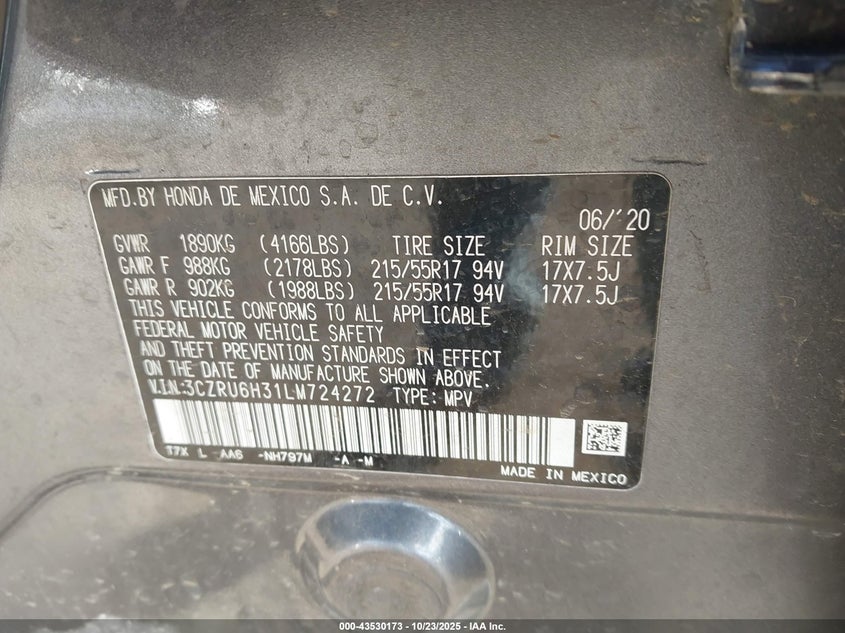 MFD.BY HONDA DE MEXICO S.A. DE C.V.
06/'20
GVWR 1890KG (4166LBS) TIRE SIZE RIM SIZE
GAWR F 988KG (2178LBS) 215/55R17 94V 17X7.5J
GAWR R 902KG (1988LBS) 215/55R17 94V 17X7.5J
THIS VEHICLE CONFORMS TO ALL APPLICABLE
FEDERAL MOTOR VEHICLE SAFETY
AND THEFT PREVENTION STANDARDS IN EFFECT
ON THE DATE OF MANUFACTURE SHOWN ABOVE.
V.I.N:3CZRU6H31LM724272 TYPE: MPV
T7X L -AA6 -NH797M -A -M
MADE IN MEXICO
000-43530173 - 10/23/2025 - IAA Inc.